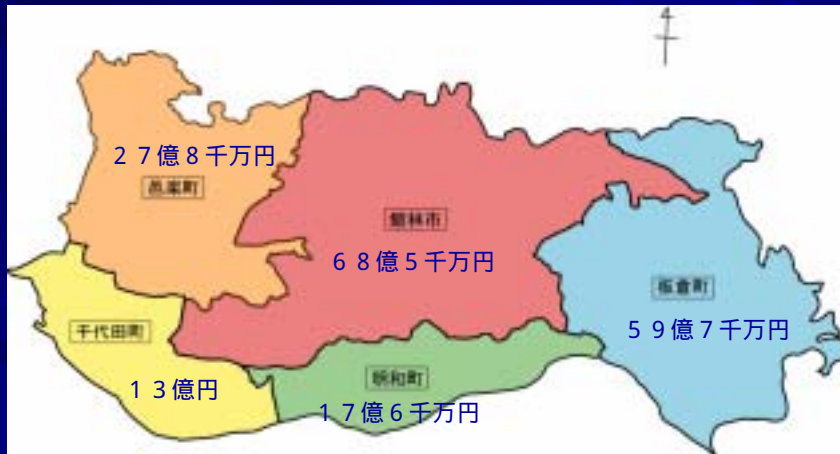 4
27億8千万円
邑楽町
館林市
68億5千万円
板倉町
59億7千万円
千代田町
13億円
明和町
17億6千万円